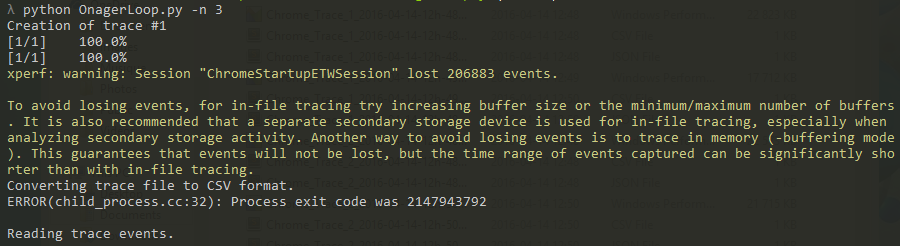 λ python OnagerLoop.py -n 3
Creation of trace #1
[1/1]    100.0%
[1/1]    100.0%
xperf: warning: Session "ChromeStartupETWSession" lost 206883 events.
To avoid losing events, for in-file tracing try increasing buffer size or the minimum/maximum number of buffers
. It is also recommended that a separate secondary storage device is used for in-file tracing, especially when
analyzing secondary storage activity. Another way to avoid losing events is to trace in memory (-buffering mode
). This guarantees that events will not be lost, but the time range of events captured can be significantly sho
rter than with in-file tracing.
Converting trace file to CSV format.
ERROR(child_process.cc:32): Process exit code was 2147943792
Reading trace events.